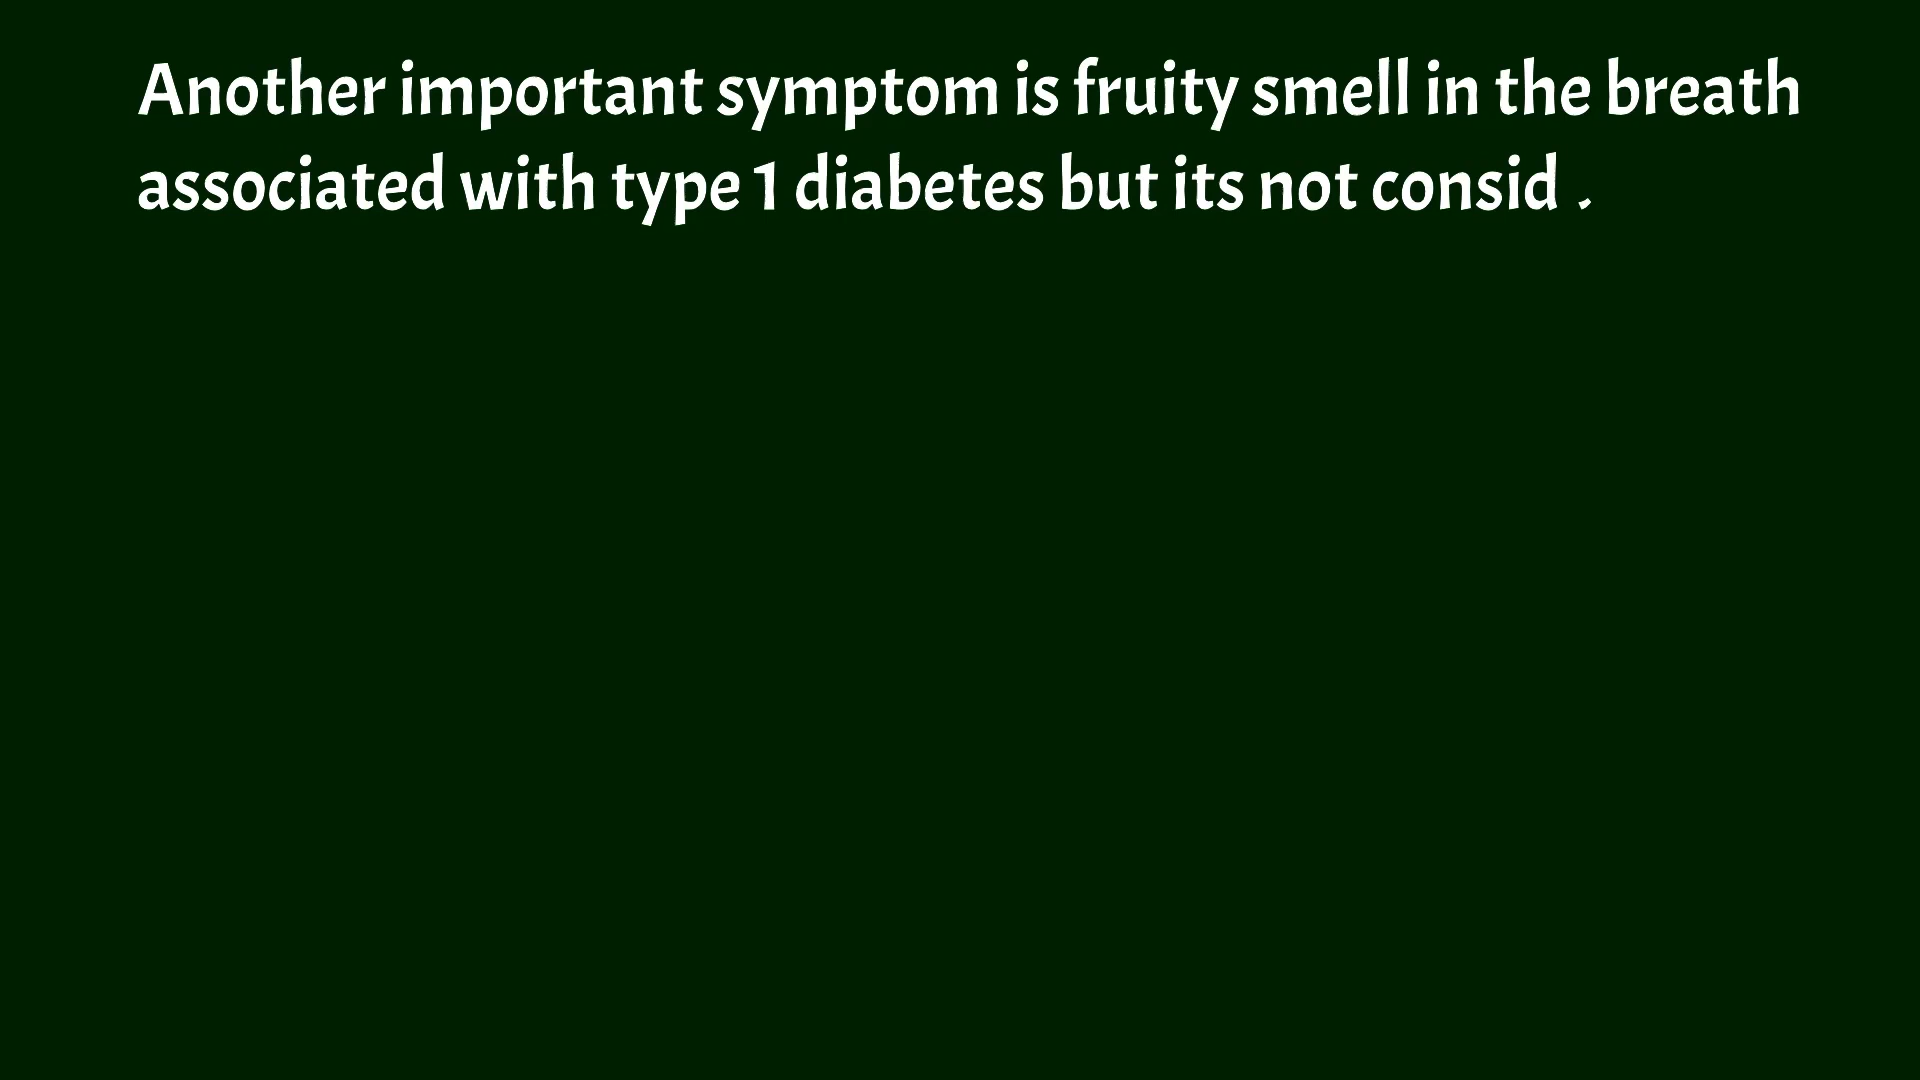 Another important symptom is fruity smell in the breath
associated with type 1 diabetes but its not consid .